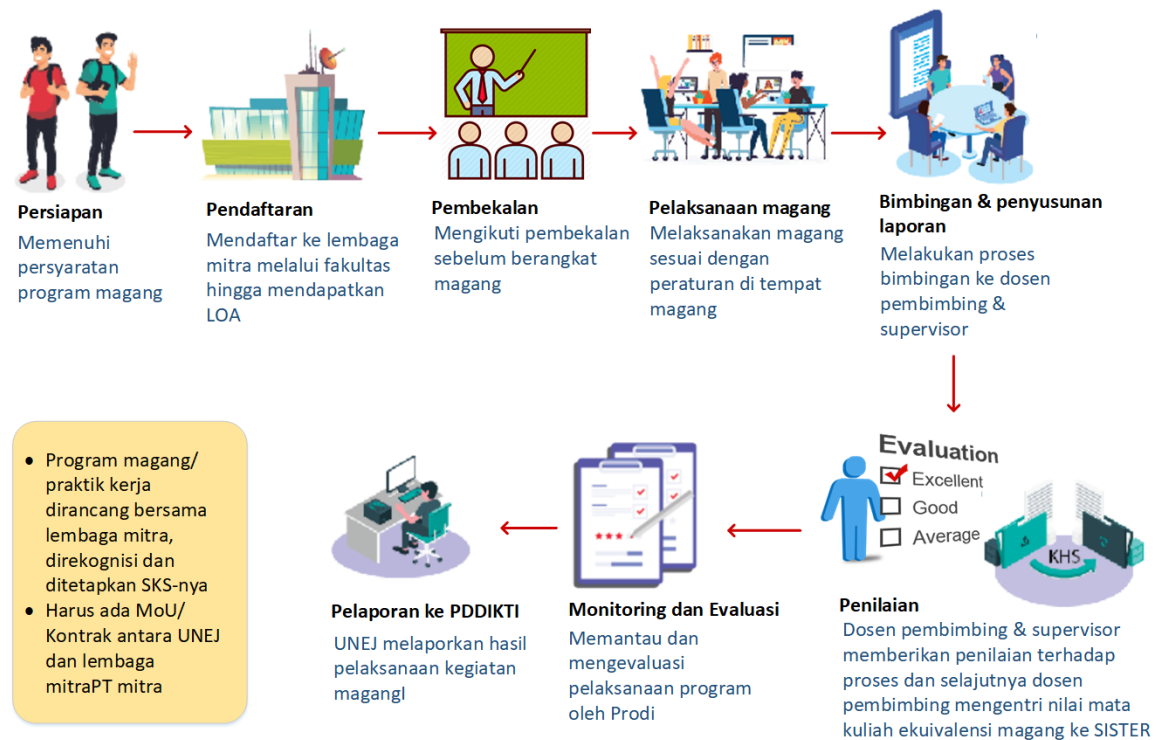 Persiapan
Memenuhi
persyaratan
program magang
Pendaftaran
Mendaftar ke lembaga
mitra melalui fakultas
hingga mendapatkan
LOA
Pembekalan
Mengikuti pembekalan
sebelum berangkat
magang
Pelaksanaan magang
Melaksanakan magang
sesuai dengan
peraturan di tempat
magang
Bimbingan & penyusunan
laporan
Melakukan proses
bimbingan ke dosen
pembimbing &
supervisor
Evaluation
Excellent
Good
Average
KHS
Penilaian
Dosen pembimbing & supervisor
memberikan penilaian terhadap
proses dan selajutnya dosen
pembimbing mengentri nilai mata
kuliah ekuivalensi magang ke SISTER
Monitoring dan Evaluasi
Memantau dan
mengevaluasi
pelaksanaan program
oleh Prodi
Pelaporan ke PDDIKTI
UNEJ melaporkan hasil
pelaksanaan kegiatan
magangI
• Program magang/
praktik kerja
dirancang bersama
lembaga mitra,
direkognisi dan
ditetapkan SKS-nya
• Harus ada MoU/
Kontrak antara UNEJ
dan lembaga
mitraPT mitra